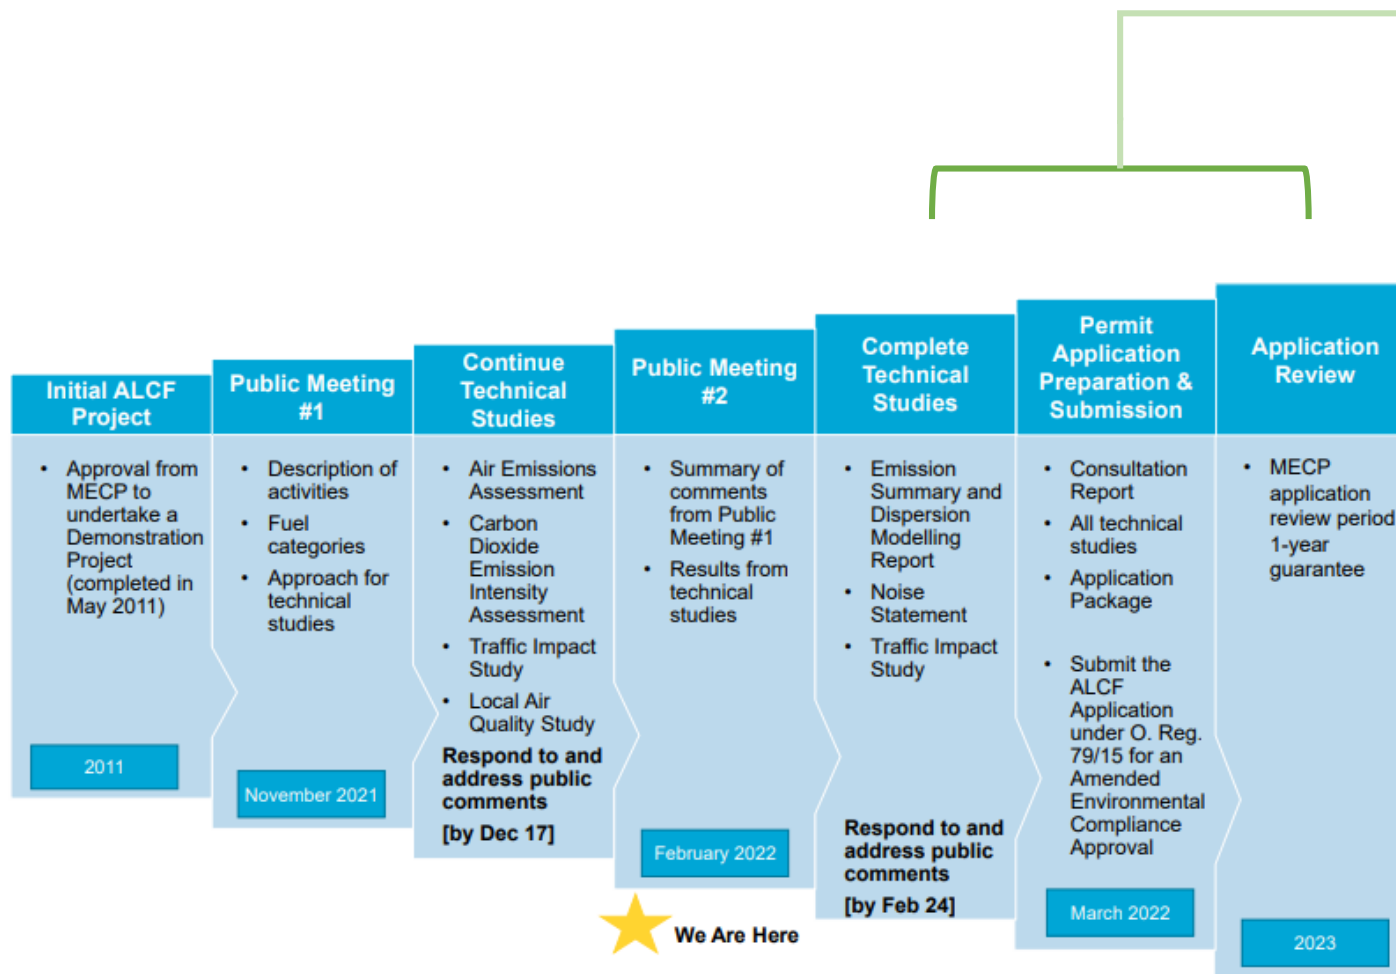 Initial ALCF
Project
• Approval from
MECP to
undertake a
Demonstration
Project
(completed in
May 2011)
2011
Public Meeting
#1
• Description of
activities
• Fuel
categories
• Approach for
technical
studies
November 2021
Continue
Technical
Studies
• Air Emissions
Assessment
• Carbon
Dioxide
Emission
Intensity
Assessment
• Traffic Impact
Study
• Local Air
Quality Study
Respond to and
address public
comments
[by Dec 17]
Public Meeting
#2
• Summary of
comments
from Public
Meeting #1
• Results from
technical
studies
February 2022
We Are Here
Complete
Technical
Studies
• Emission
Summary and
Dispersion
Modelling
Report
• Noise
Statement
• Traffic Impact
Study
Respond to and
address public
comments
[by Feb 24]
Permit
Application
Preparation &
Submission
• Consultation
Report
• All technical
studies
• Application
Package
• Submit the
ALCF
Application
under O. Reg.
79/15 for an
Amended
Environmental
Compliance
Approval
March 2022
Application
Review
• MECP
application
review period
1-year
guarantee
2023